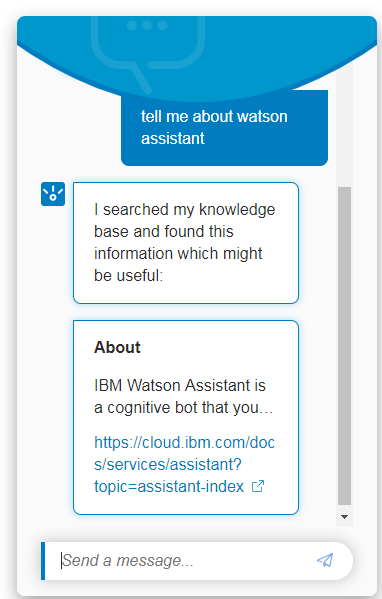 tell me about watson
assistant
I searched my knowledge
base and found this
information which might
be useful:
About
IBM Watson Assistant is
a cognitive bot that you...
https://cloud.ibm.com/doc
s/services/assistant?
topic=assistant-index
Send a message...